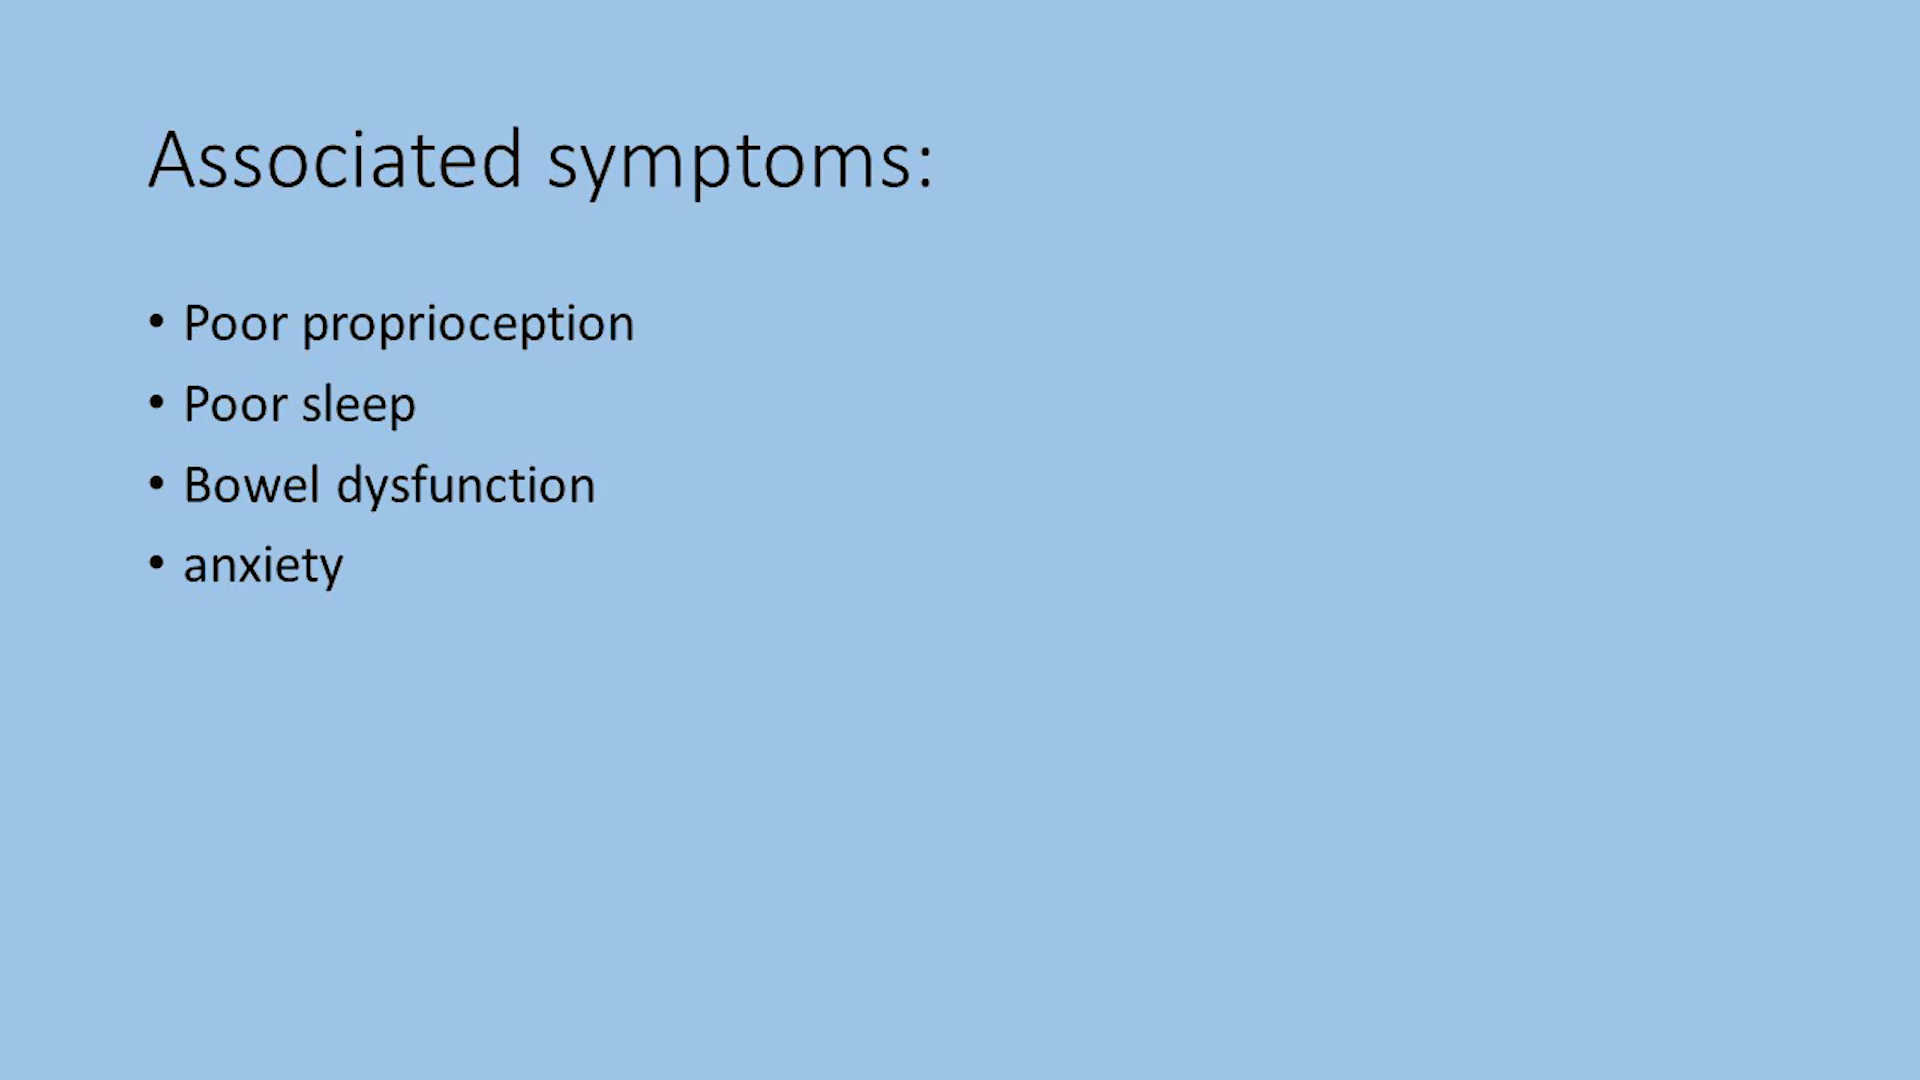 Associated symptoms:
• Poor proprioception
• Poor sleep
• Bowel dysfunction
• anxiety